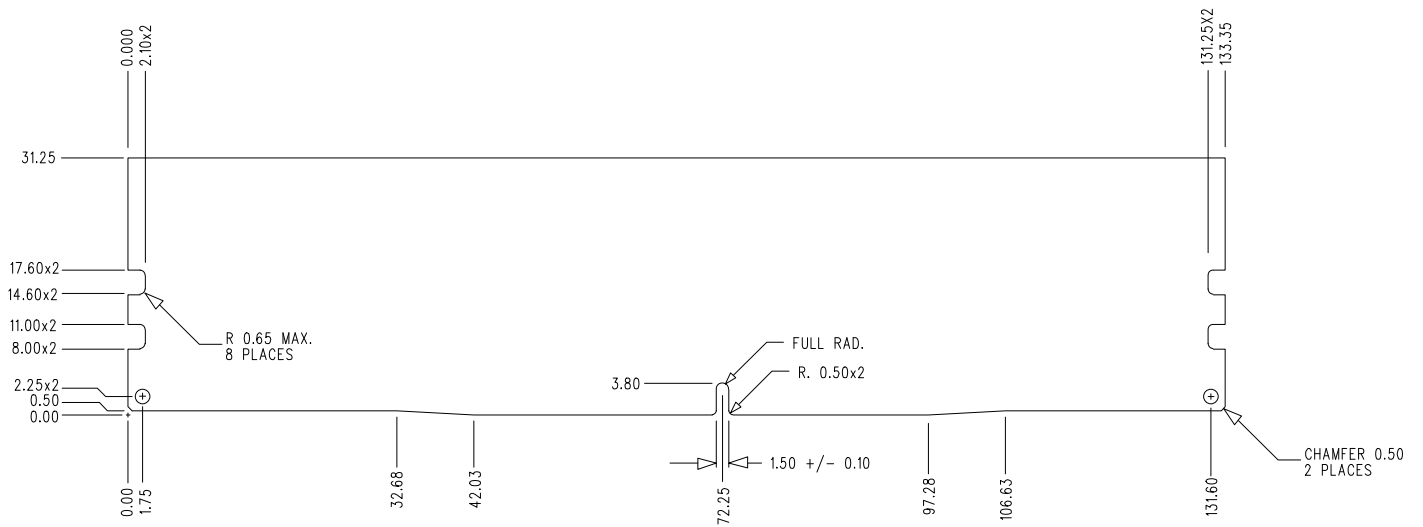 0.000
2.10x2
131.25X2
133.35
31.25
17.60x2
14.60x2
11.00x2
8.00x2
R 0.65 MAX.
8 PLACES
FULL RAD.
R. 0.50x2
3.80
2.25x2
0.50
0.00
1.50 +/- 0.10
CHAMFER 0.50
2 PLACES
0.00
1.75
32.68
42.03
72.25
97.28
106.63
131.60